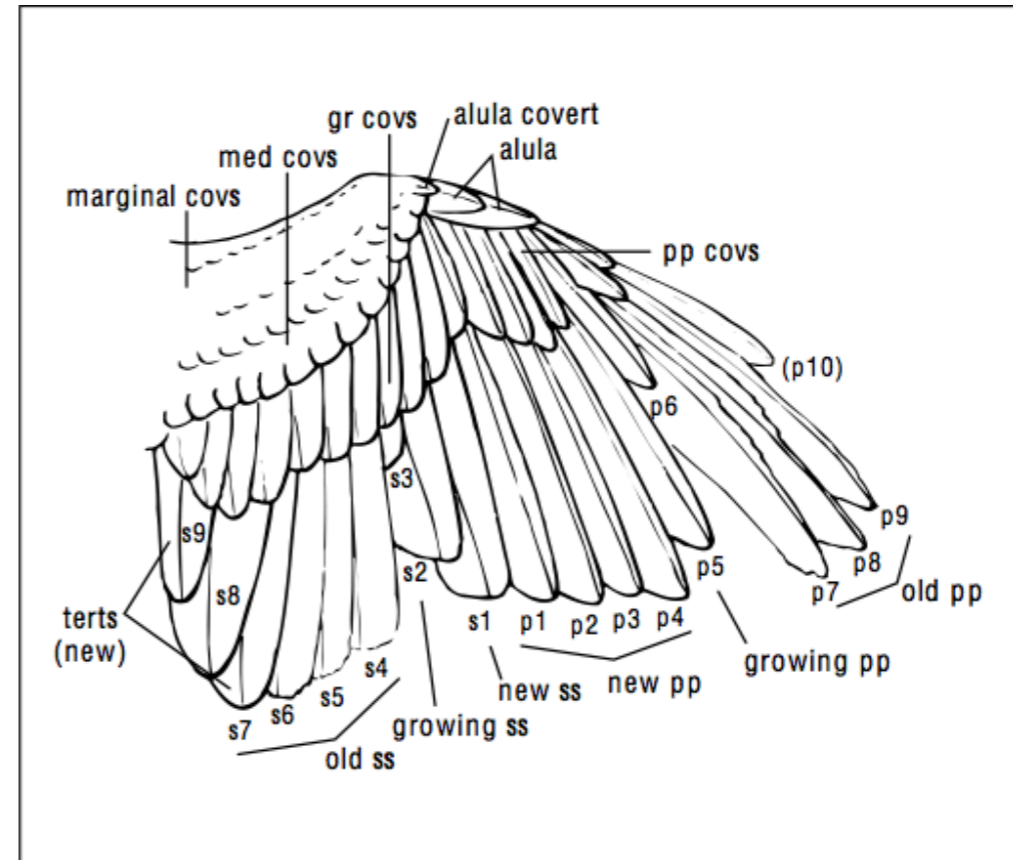 gr covs
alula covert
med covs
alula
marginal covs
pp covs
(p10)
p6
s3
p9
s9
p5
p8
s2
p7
old pp
s8
s1
p1
p2
p3
p4
terts
(new)
growing pp
s4
new ss
new pp
s5
s6
s7
growing ss
old ss